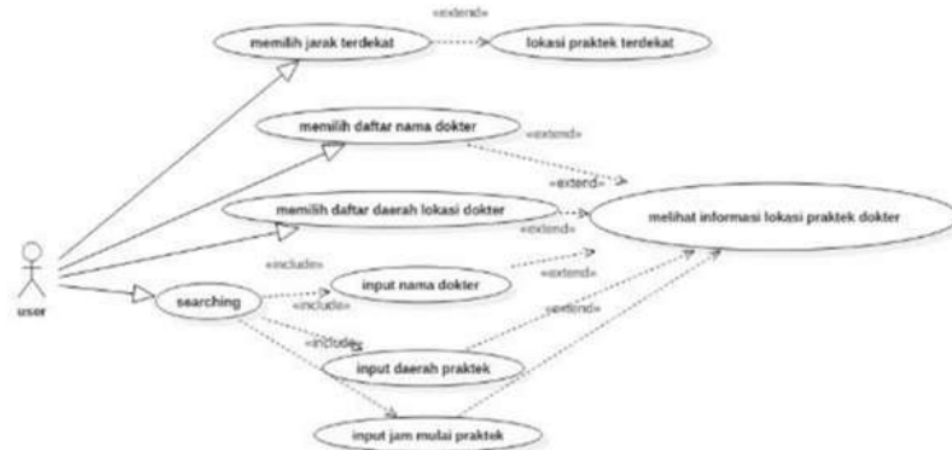 «extend»
memilih jarak terdekat
lokasi praktek terdekat
memilih daftar nama dokter
«extend»
«extend»
memilih daftar daerah lokasi dokter
melihat informasi lokasi praktek dokter
«extend»
«include»
input nama dokter
«extend»
searching
«include»
«extend»
user
«include»
input daerah praktek
input jam mulai praktek